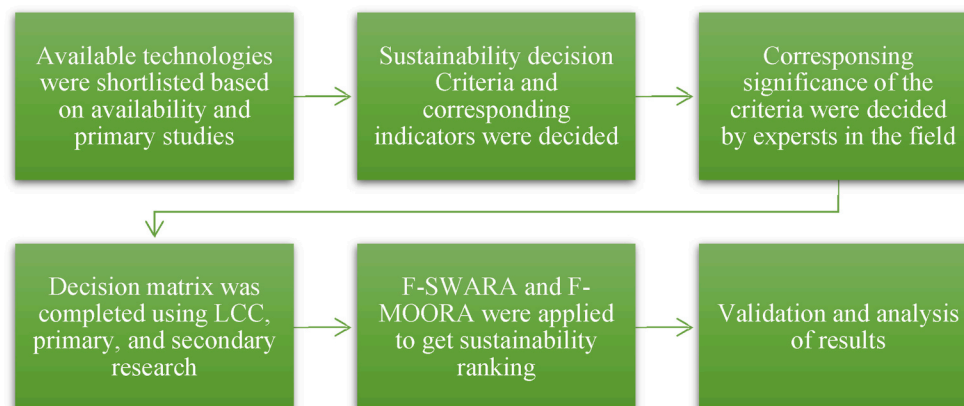 Available technologies
were shortlisted based
on availability and
primary studies
Sustainability decision
Criteria and
corresponding
indicators were decided
Corresponsing
significance of the
criteria were decided
by expersts in the field
Decision matrix was
completed using LCC,
primary, and secondary
research
F-SWARA and F-
MOORA were applied
to get sustainability
ranking
Validation and analysis
of results